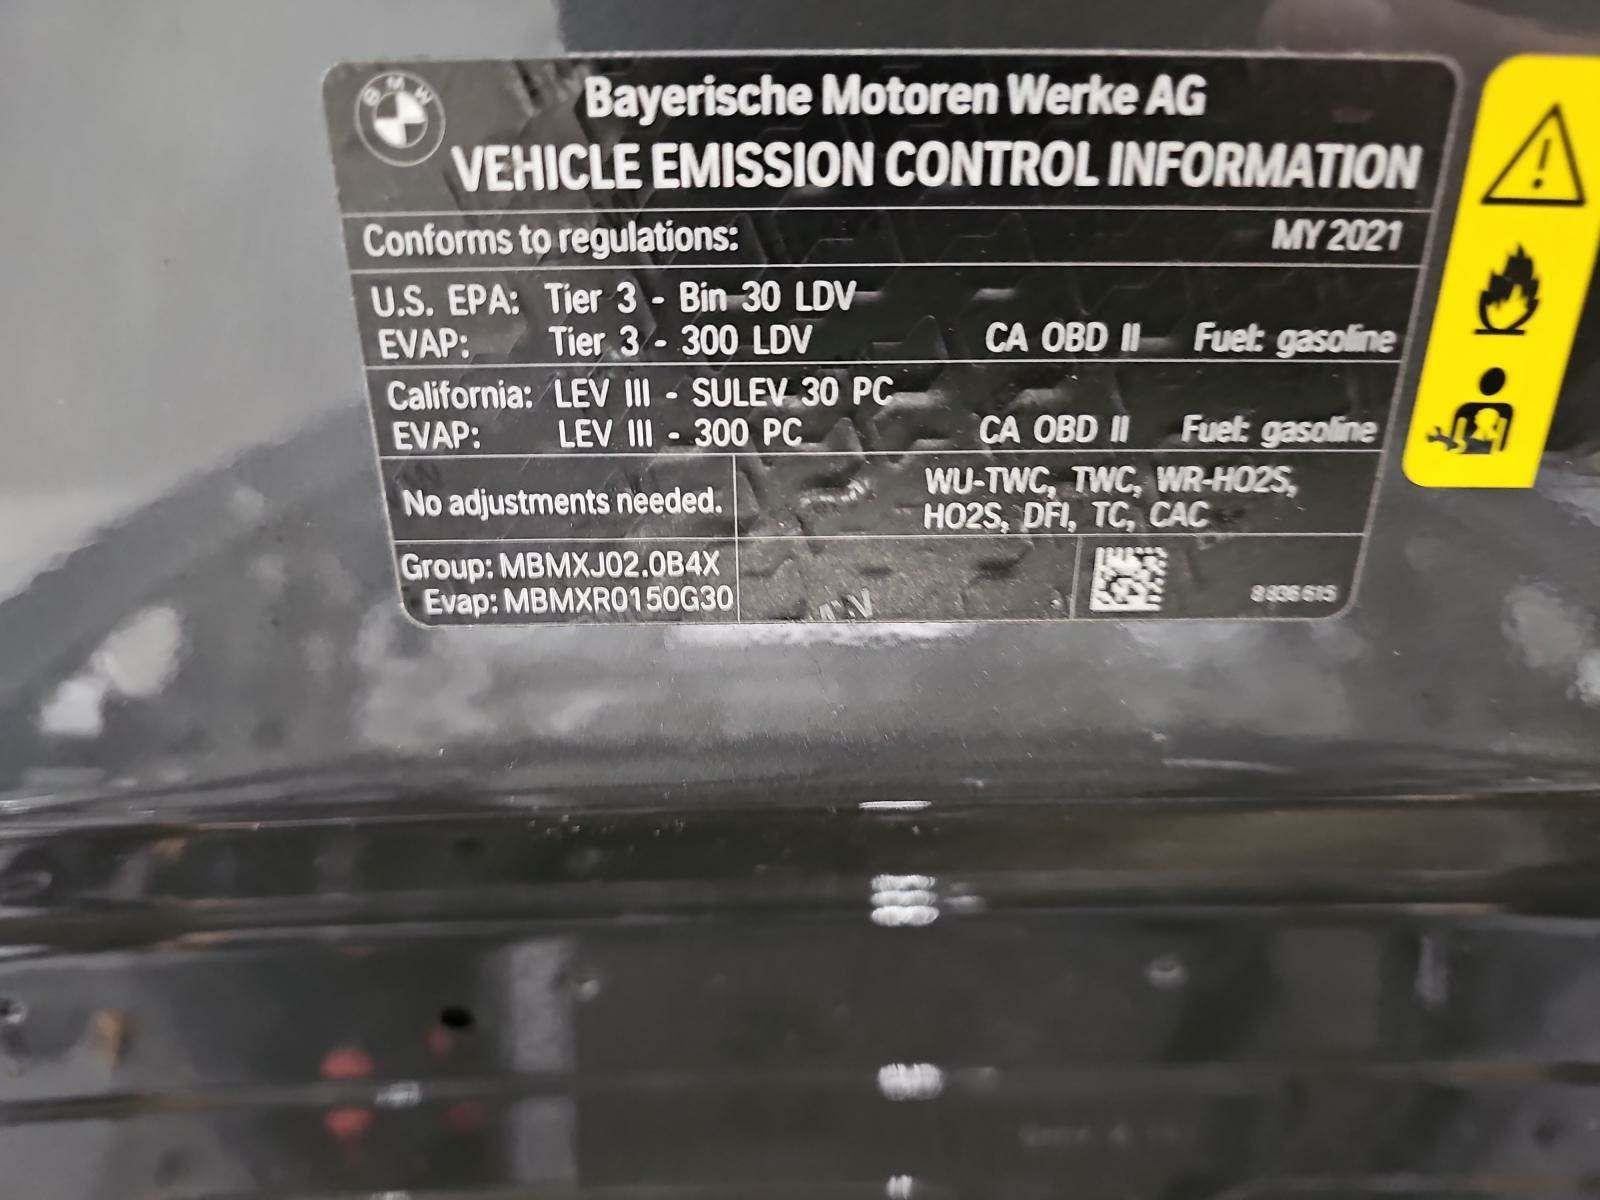 BMW
Bayerische Motoren Werke AG
VEHICLE EMISSION CONTROL INFORMATION
Conforms to regulations: MY 2021
U.S. EPA: Tier 3 - Bin 30 LDV
EVAP: Tier 3 - 300 LDV CA OBD II Fuel: gasoline
California: LEV III - SULEV 30 PC
EVAP: LEV III - 300 PC CA OBD II Fuel: gasoline
No adjustments needed.
WU-TWC, TWC, WR-HO2S,
HO2S, DFI, TC, CAC
Group: MBMXJ02.0B4X
Evap: MBMXR0150G30
8 836 615